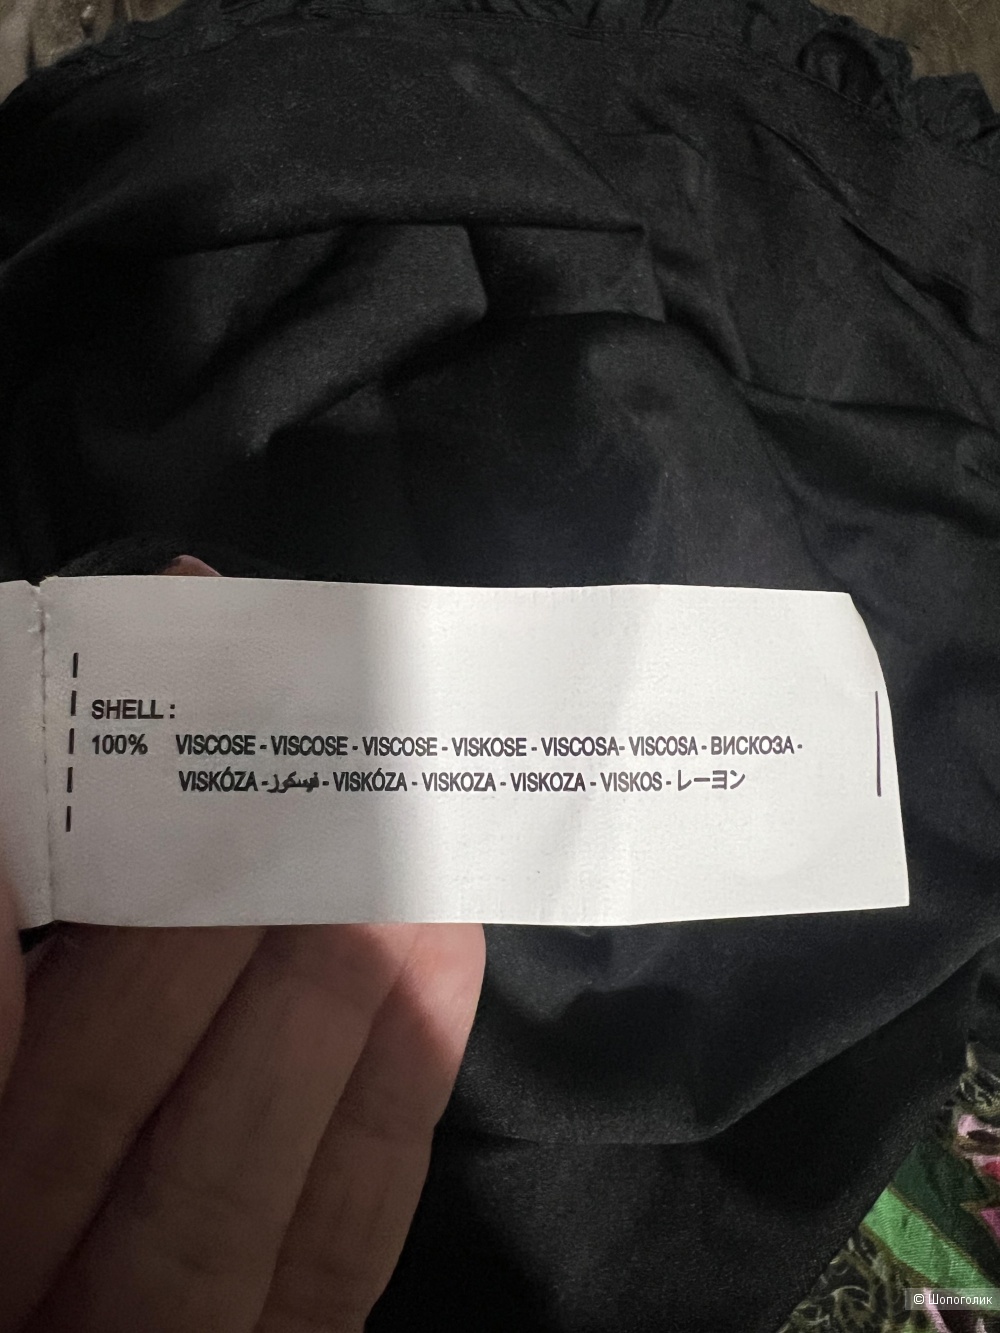 SHELL :
100% VISCOSE - VISCOSE - VISCOSE - VISKOSE - VISCOSA- VISCOSA - ВИСКОЗА -
VISKÓZA - فيسكوز - VISKÓZA - VISKOZA - VISKOZA - VISKOS - レーヨン
© Шопоголик